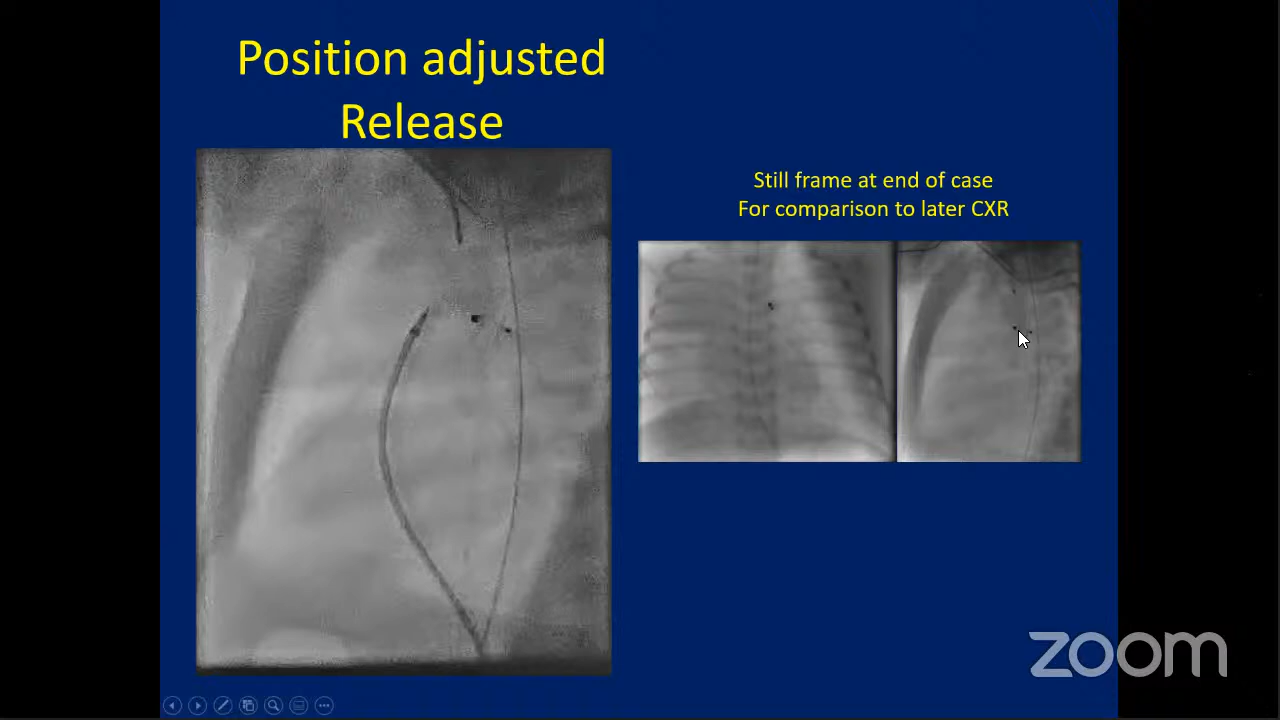 Position adjusted
Release
Still frame at end of case
For comparison to later CXR
zoom